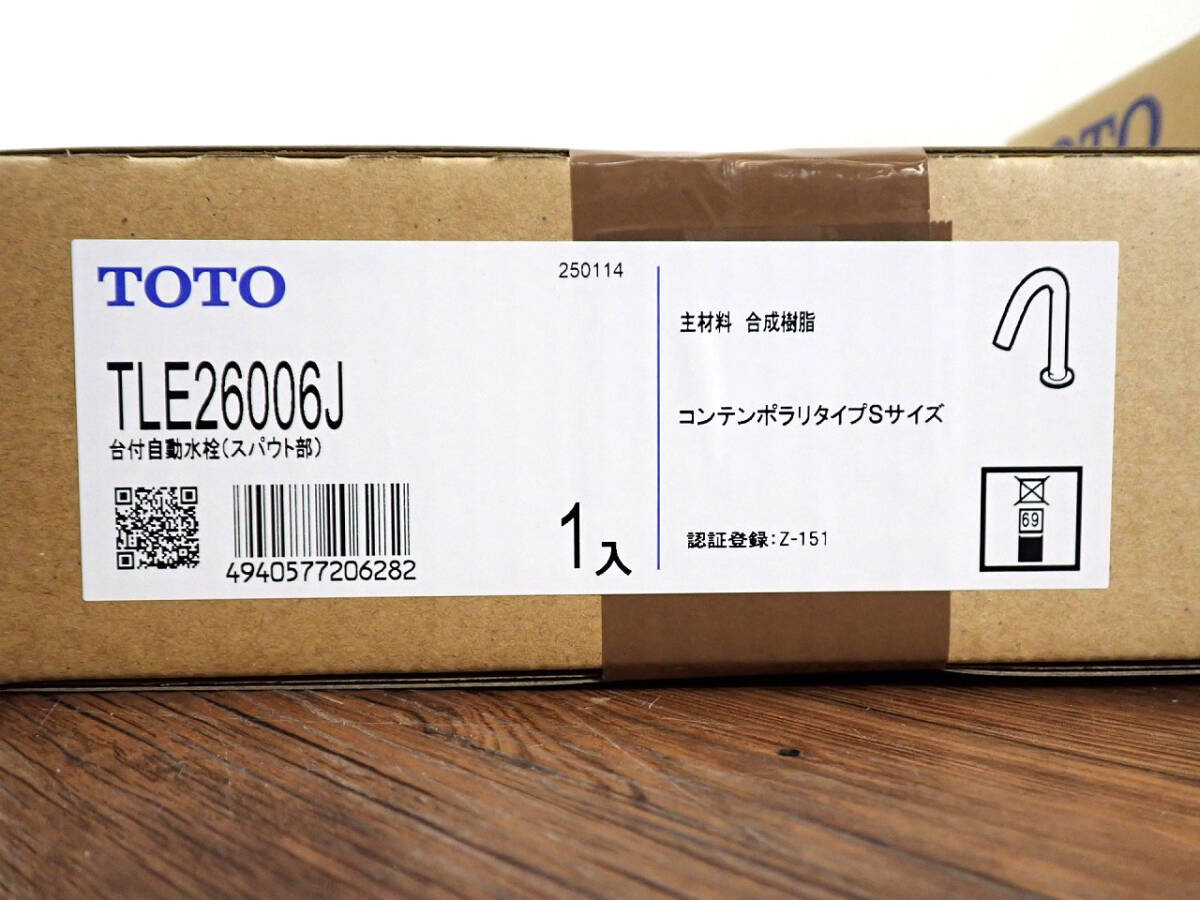 TOTO
TOTO
250114
TLE26006J
台付自動水栓(スパウト部)
4940577206282
1入
主材料 合成樹脂
コンテンポラリタイプSサイズ
認証登録:Z-151
69